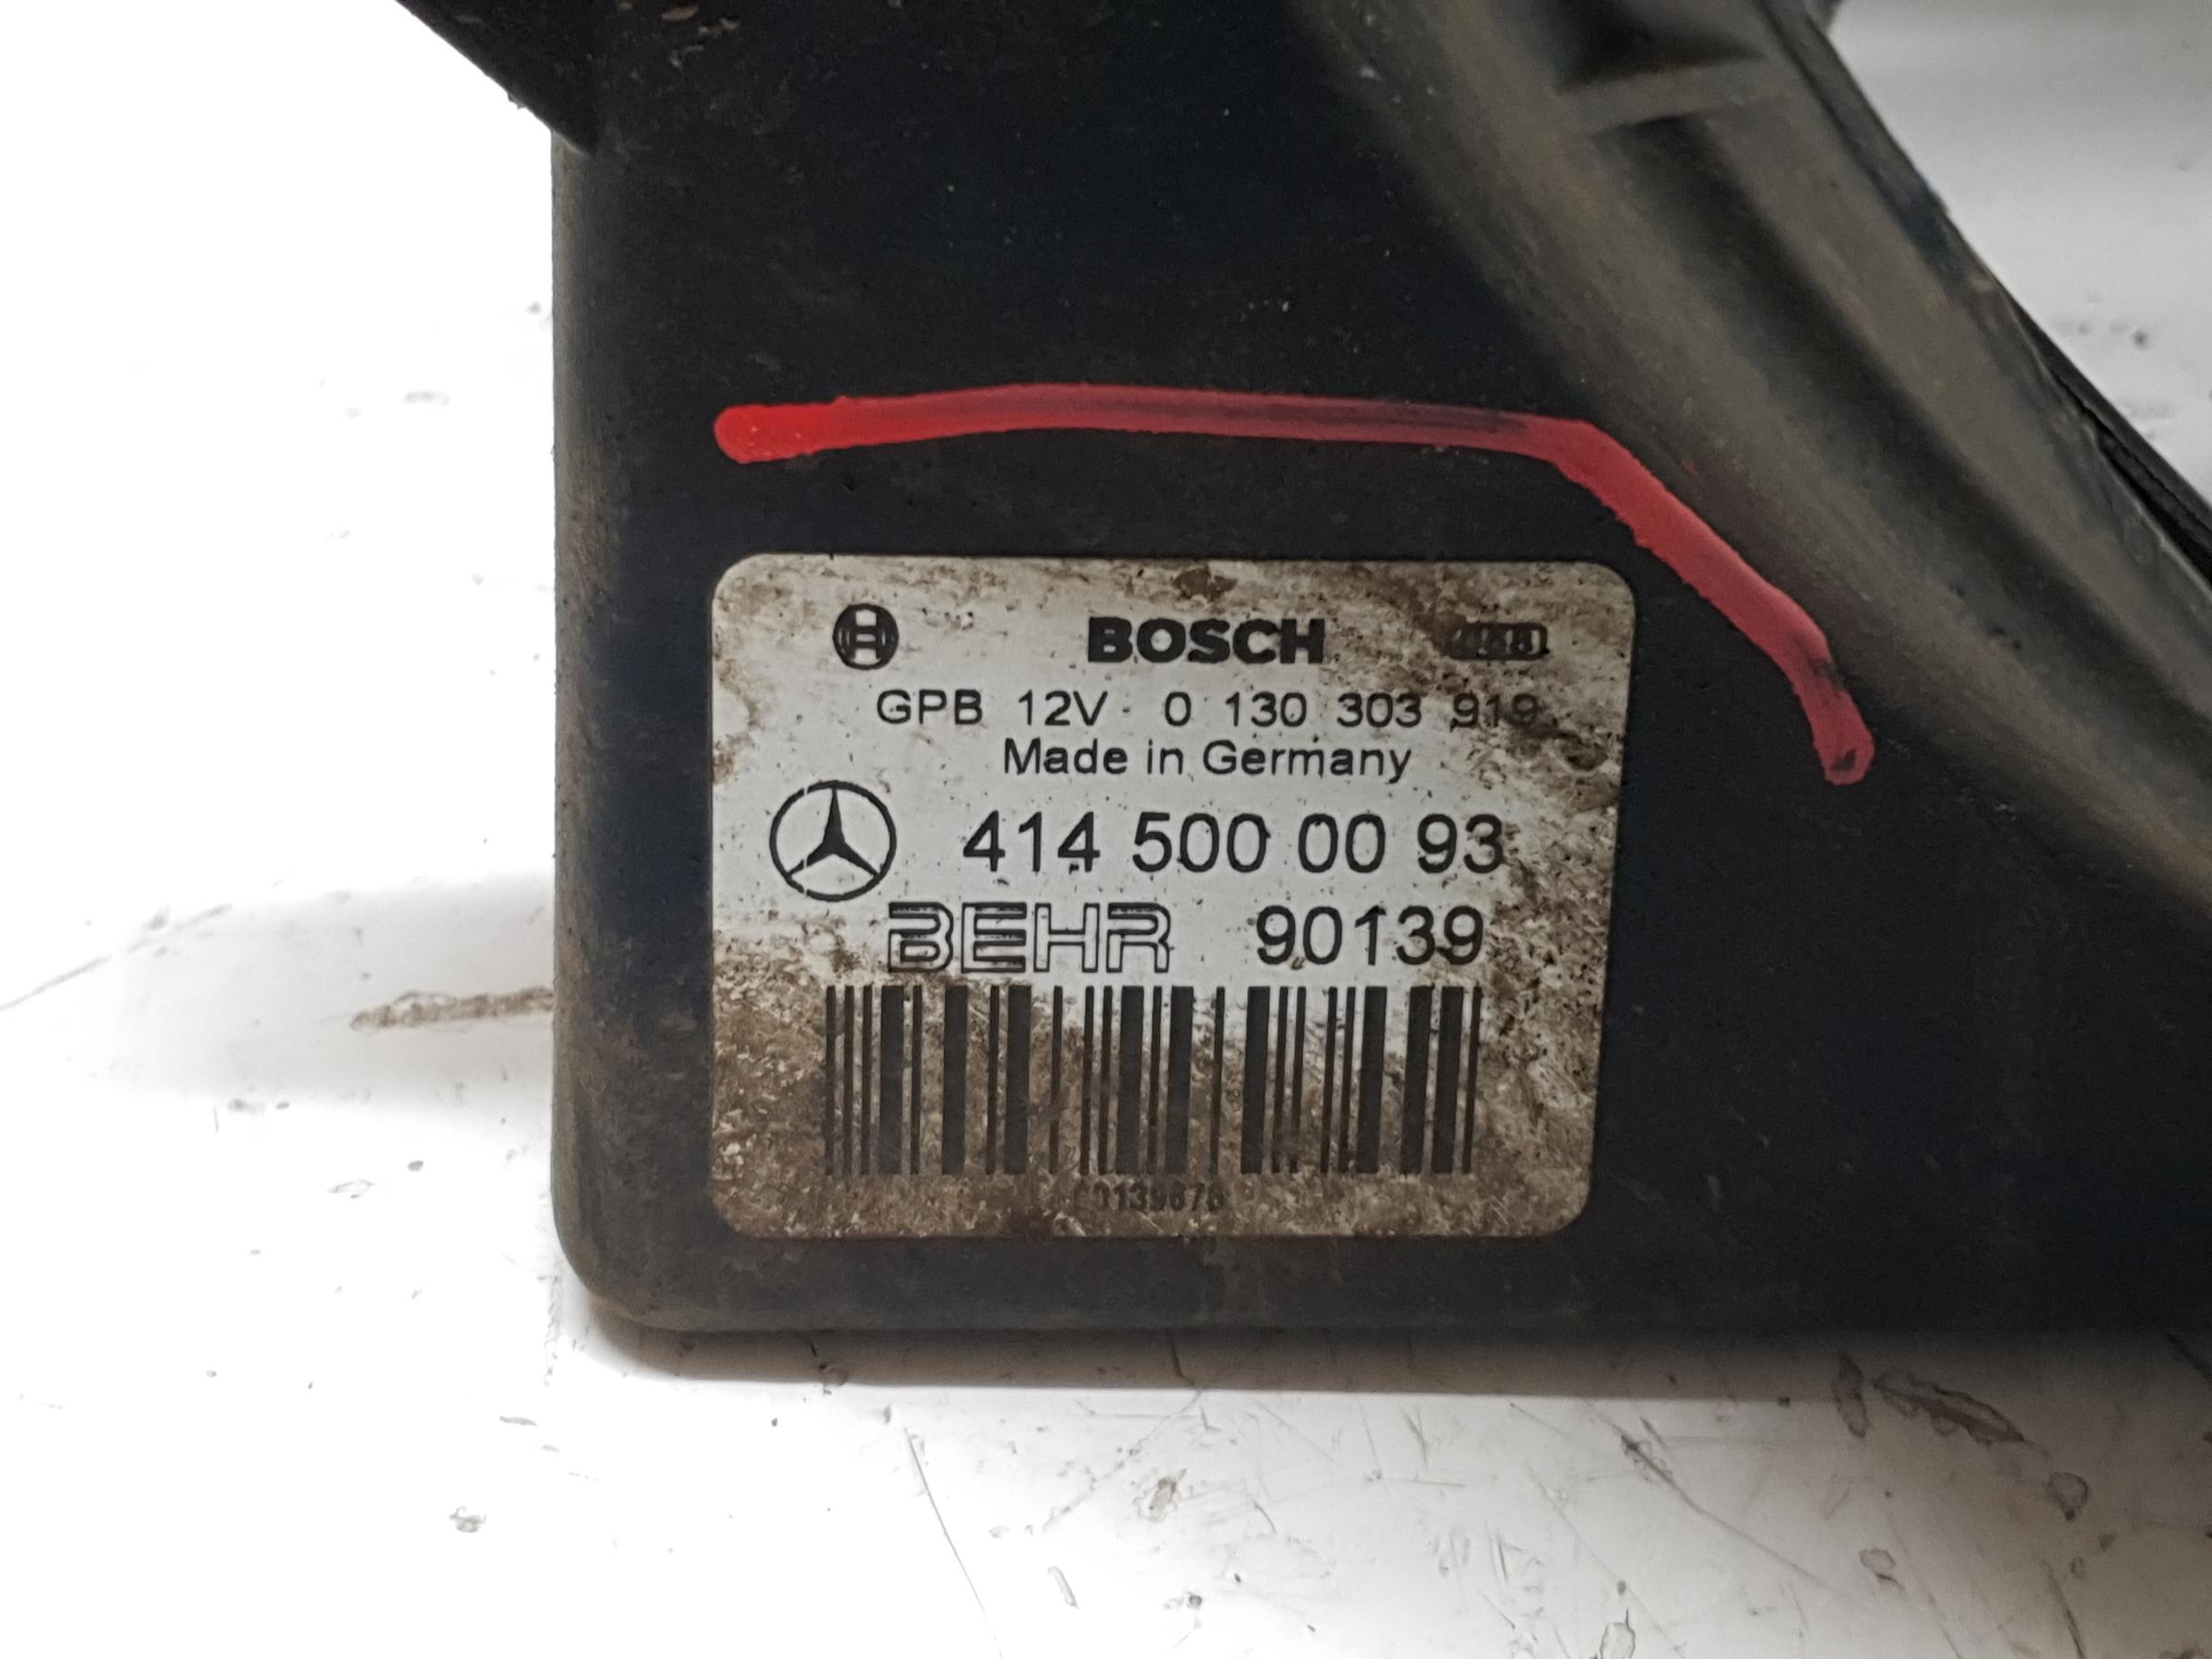 BOSCH
GPB 12V 0 130 303 919
Made in Germany
414 500 00 93
BEHR 90139